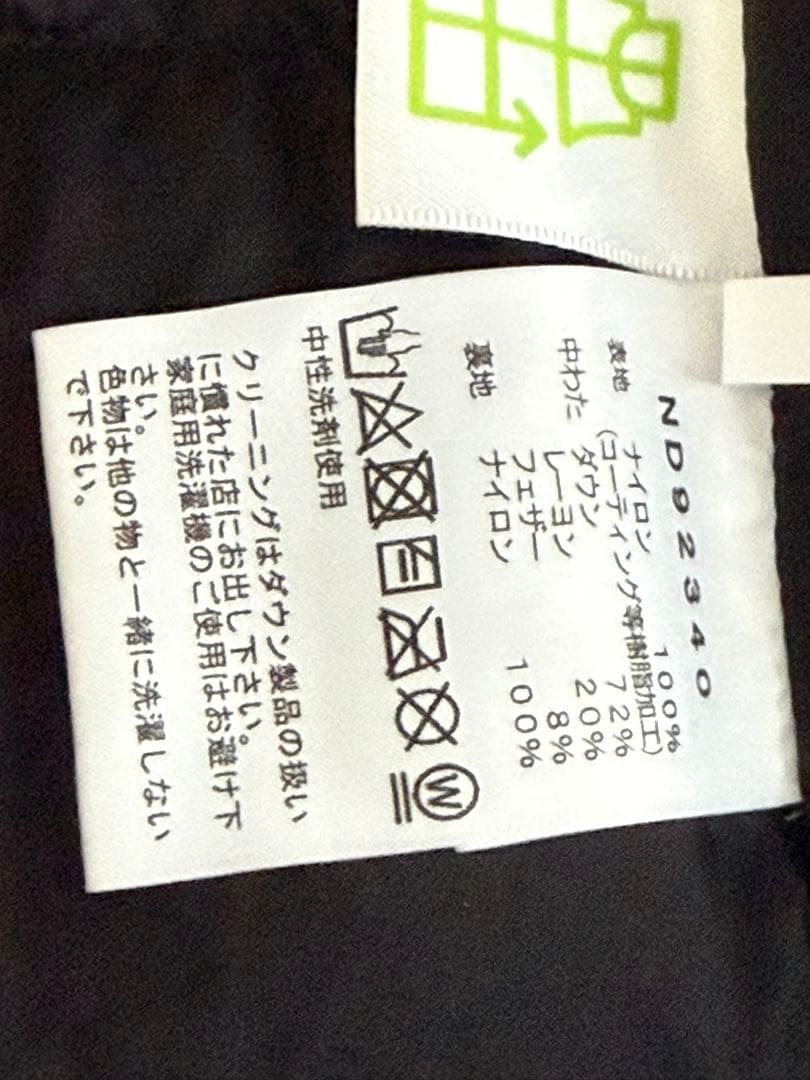 ND92340
表地 ナイロン 100%
(コーティング等樹脂加工)
中わた ダウン 72%
レーヨン 20%
フェザー 8%
裏地 ナイロン 100%
W
中性洗剤使用
クリーニングはダウン製品の扱い
に慣れた店にお出し下さい。
家庭用洗濯機のご使用はお避け下
さい。
色物は他の物と一緒に洗濯しない
で下さい。